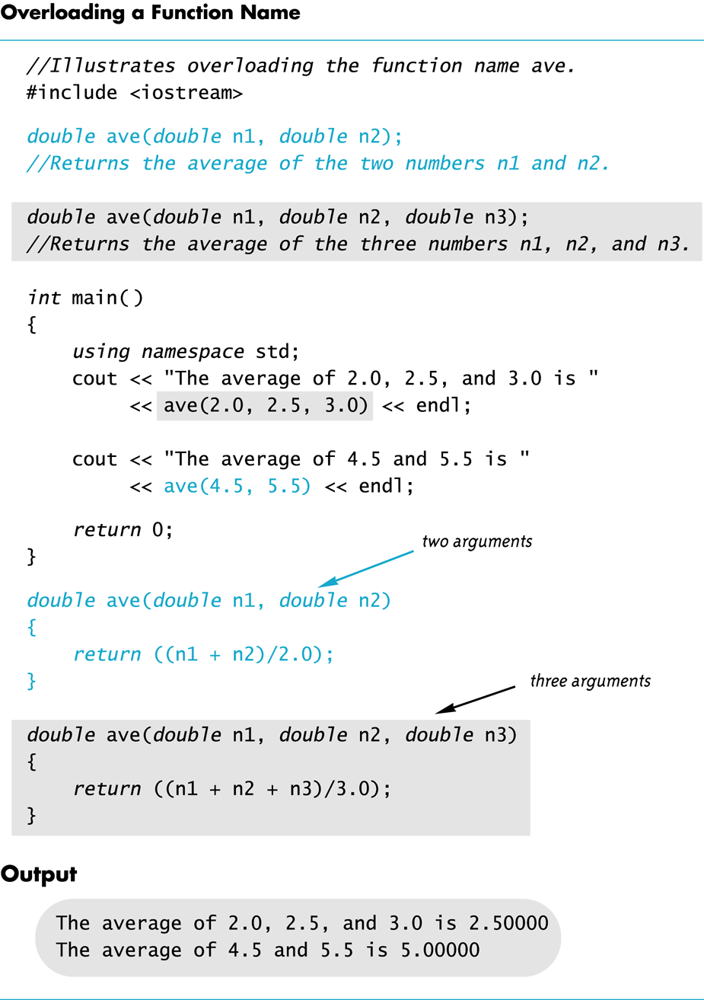 Overloading a Function Name
//Illustrates overloading the function name ave.
#include <iostream>
double ave(double n1, double n2);
//Returns the average of the two numbers n1 and n2.
double ave(double n1, double n2, double n3);
//Returns the average of the three numbers n1, n2, and n3.
int main( )
{
    using namespace std;
    cout << "The average of 2.0, 2.5, and 3.0 is "
         << ave(2.0, 2.5, 3.0) << endl;
    cout << "The average of 4.5 and 5.5 is "
         << ave(4.5, 5.5) << endl;
    return 0;
}
two arguments
double ave(double n1, double n2)
{
    return ((n1 + n2)/2.0);
}
three arguments
double ave(double n1, double n2, double n3)
{
    return ((n1 + n2 + n3)/3.0);
}
Output
The average of 2.0, 2.5, and 3.0 is 2.50000
The average of 4.5 and 5.5 is 5.00000